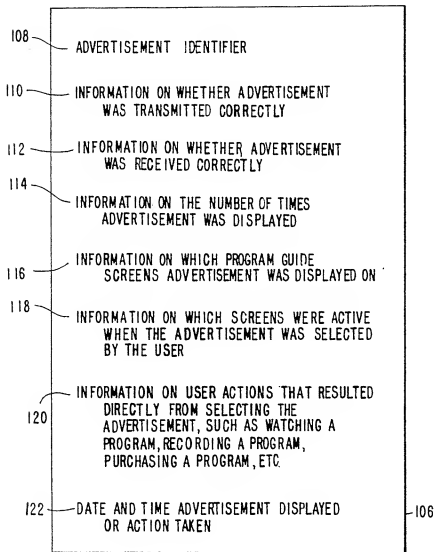 108 ADVERTISEMENT IDENTIFIER
110 INFORMATION ON WHETHER ADVERTISEMENT
WAS TRANSMITTED CORRECTLY
112 INFORMATION ON WHETHER ADVERTISEMENT
WAS RECEIVED CORRECTLY
114 INFORMATION ON THE NUMBER OF TIMES
ADVERTISEMENT WAS DISPLAYED
116 INFORMATION ON WHICH PROGRAM GUIDE
SCREENS ADVERTISEMENT WAS DISPLAYED ON
118 INFORMATION ON WHICH SCREENS WERE ACTIVE
WHEN THE ADVERTISEMENT WAS SELECTED
BY THE USER
120 INFORMATION ON USER ACTIONS THAT RESULTED
DIRECTLY FROM SELECTING THE
ADVERTISEMENT, SUCH AS WATCHING A
PROGRAM, RECORDING A PROGRAM,
PURCHASING A PROGRAM, ETC.
122 DATE AND TIME ADVERTISEMENT DISPLAYED 106
OR ACTION TAKEN